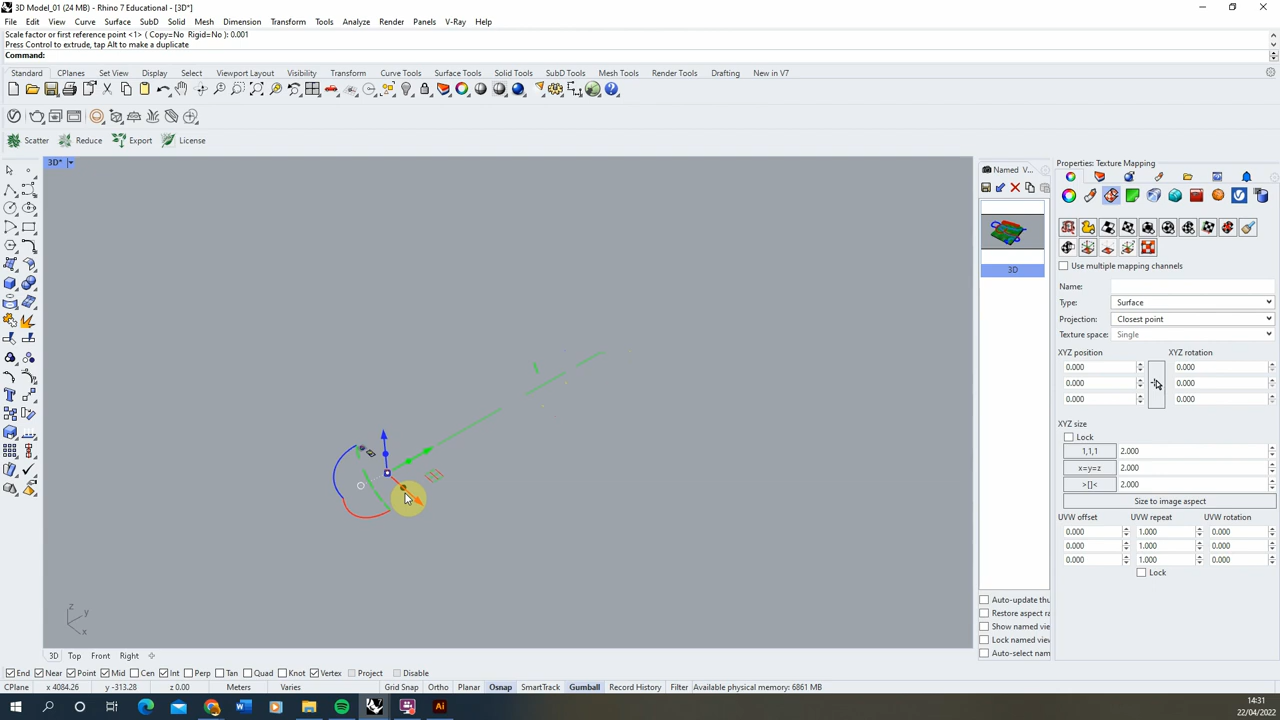 3D Model_01 (24 MB) - Rhino 7 Educational - [3D*]
File Edit View Curve Surface SubD Solid Mesh Dimension Transform Tools Analyze Render Panels V-Ray Help
Scale factor or first reference point <1> ( Copy=No Rigid=No ): 0.001
Press Control to extrude, tap Alt to make a duplicate
Command:
Standard CPlanes Set View Display Select Viewport Layout Visibility Transform Curve Tools Surface Tools Solid Tools SubD Tools Mesh Tools Render Tools Drafting New in V7
Scatter Reduce Export License
3D*
Named V...
Properties: Texture Mapping
3D
Use multiple mapping channels
Name:
Type: Surface
Projection: Closest point
Texture space: Single
XYZ position XYZ rotation
0.000 0.000
0.000 0.000
0.000 0.000
XYZ size
Lock
1,1,1 2.000
x=y=z 2.000
>[]< 2.000
Size to image aspect
UVW offset UVW repeat UVW rotation
0.000 1.000 0.000
0.000 1.000 0.000
0.000 1.000 0.000
Lock
Auto-update thu
Restore aspect ra
Show named view
Lock named view
Auto-select nam
z
y
x
3D Top Front Right
End Near Point Mid Cen Int Perp Tan Quad Knot Vertex Project Disable
CPlane x 4084.26 y -313.28 z 0.00 Meters Varies Grid Snap Ortho Planar Osnap SmartTrack Gumball Record History Filter Available physical memory: 6861 MB
14:31
22/04/2022